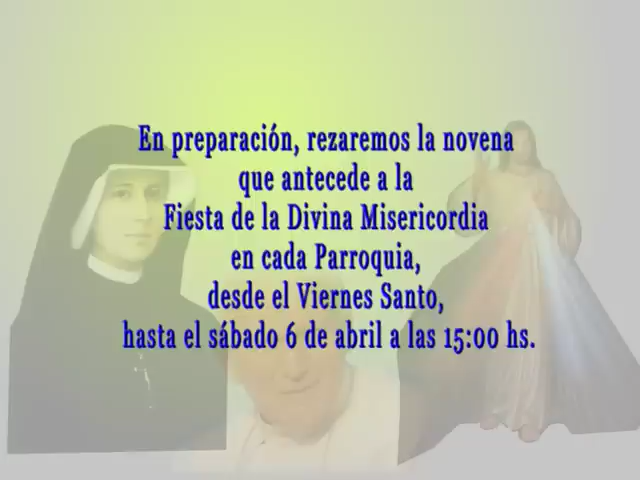 En preparación, rezaremos la novena
que antecede a la
Fiesta de la Divina Misericordia
en cada Parroquia,
desde el Viernes Santo,
hasta el sábado 6 de abril a las 15:00 hs.